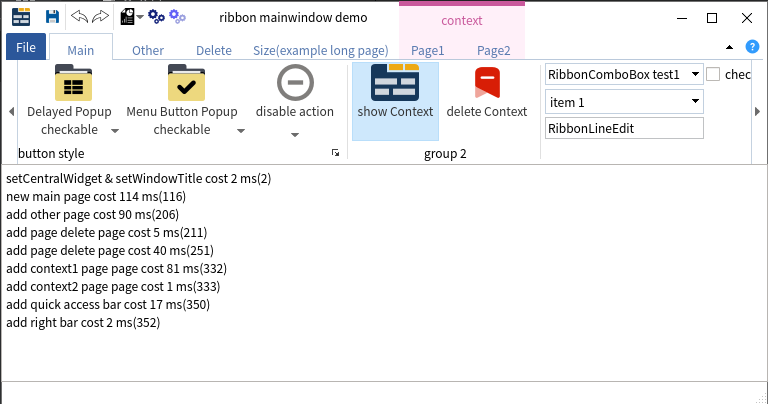 ribbon mainwindow demo
context
File
Main
Other
Delete
Size(example long page)
Page1
Page2
?
Delayed Popup
checkable
Menu Button Popup
checkable
disable action
show Context
delete Context
RibbonComboBox test1
chec
item 1
RibbonLineEdit
button style
group 2
setCentralWidget & setWindowTitle cost 2 ms(2)
new main page cost 114 ms(116)
add other page cost 90 ms(206)
add page delete page cost 5 ms(211)
add page delete page cost 40 ms(251)
add context1 page page cost 81 ms(332)
add context2 page page cost 1 ms(333)
add quick access bar cost 17 ms(350)
add right bar cost 2 ms(352)